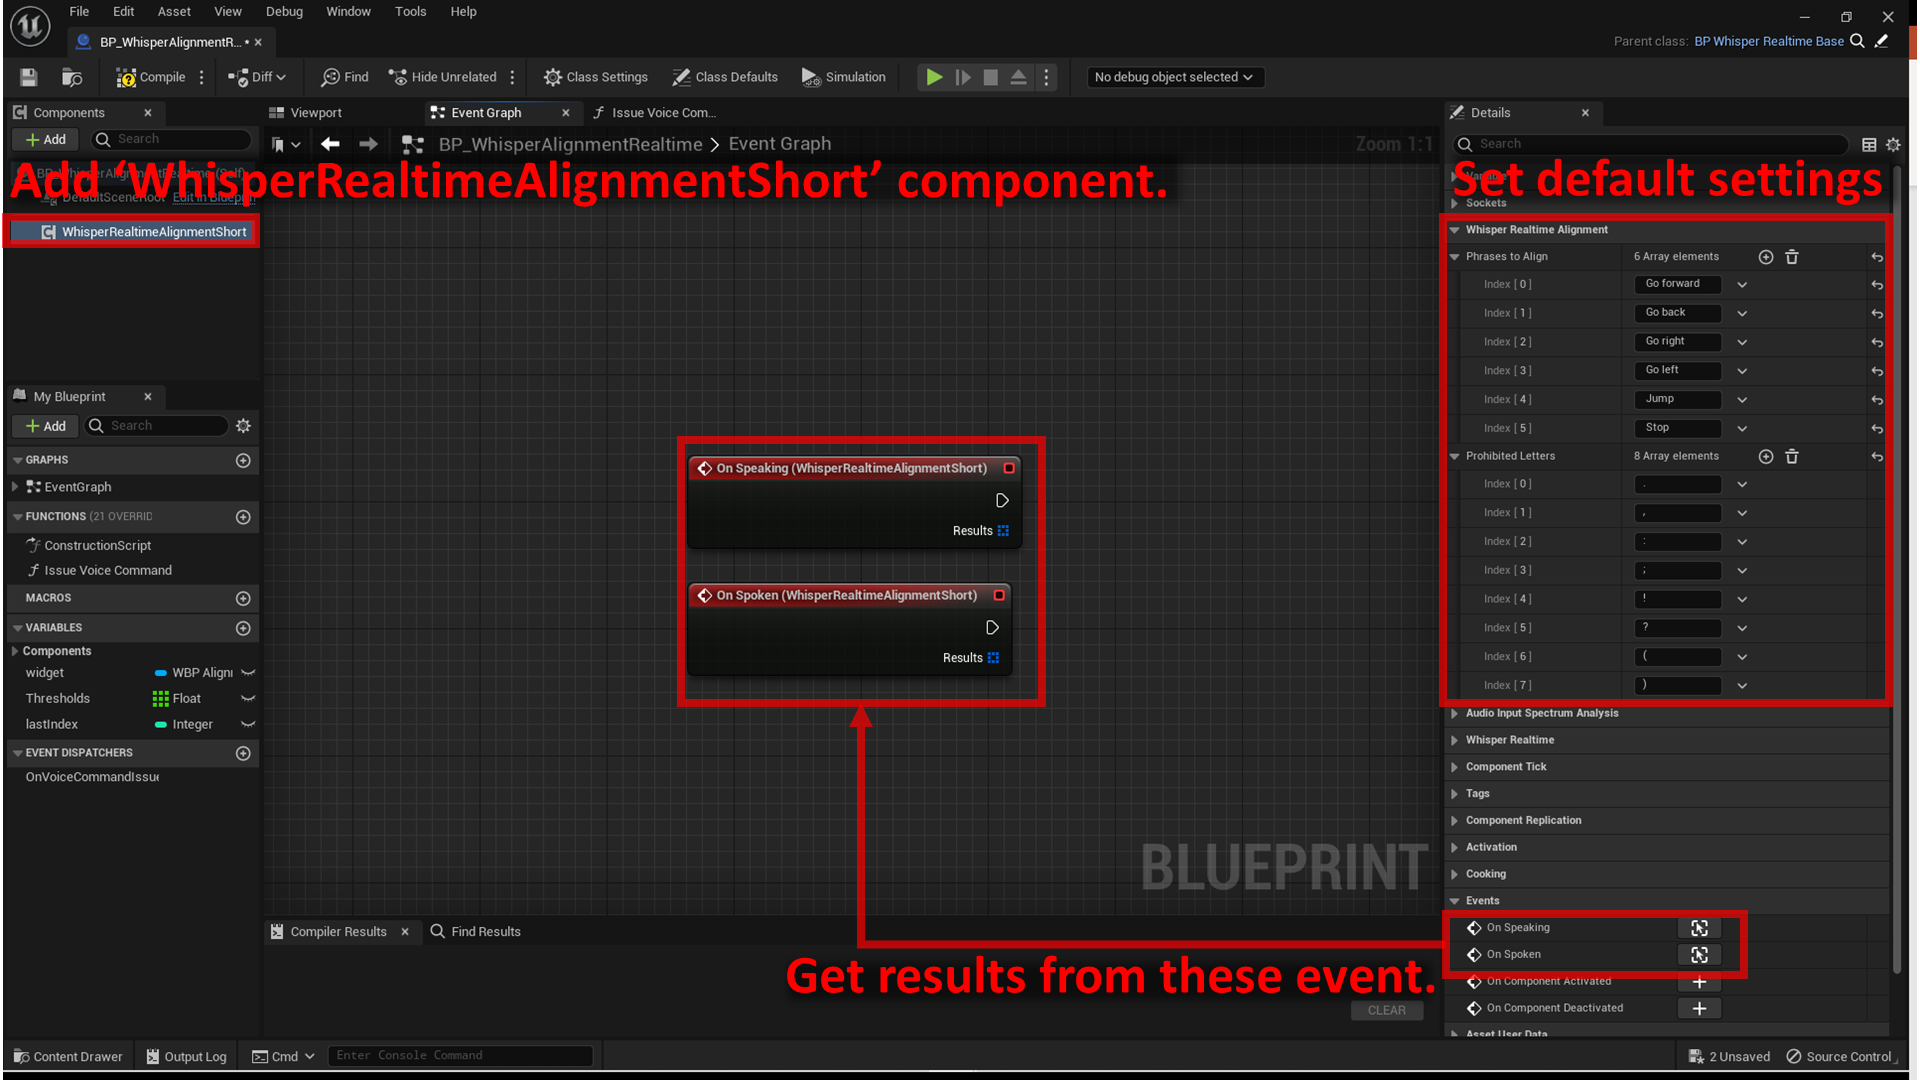 File Edit Asset View Debug Window Tools Help
BP_WhisperAlignmentR...
Parent class: BP Whisper Realtime Base
Compile Diff Find Hide Unrelated Class Settings Class Defaults Simulation No debug object selected
Components
Viewport
Event Graph
Issue Voice Com...
Details
Add Search
BP_WhisperAlignmentRealtime > Event Graph
Zoom 1:1
Search
Add 'WhisperRealtimeAlignmentShort' component.
Set default settings
DefaultSceneRoot
Sockets
WhisperRealtimeAlignmentShort
Whisper Realtime Alignment
Phrases to Align 6 Array elements
Index [ 0 ] Go forward
Index [ 1 ] Go back
Index [ 2 ] Go right
Index [ 3 ] Go left
Index [ 4 ] Jump
Index [ 5 ] Stop
Prohibited Letters 8 Array elements
Index [ 0 ] .
Index [ 1 ] ,
Index [ 2 ] :
Index [ 3 ] ;
Index [ 4 ] !
Index [ 5 ] ?
Index [ 6 ] (
Index [ 7 ] )
Audio Input Spectrum Analysis
Whisper Realtime
Component Tick
Tags
Component Replication
Activation
Cooking
Events
On Speaking
On Spoken
On Component Activated
On Component Deactivated
Asset User Data
My Blueprint
Add Search
GRAPHS
EventGraph
FUNCTIONS (21 OVERRID
ConstructionScript
Issue Voice Command
MACROS
VARIABLES
Components
widget WBP Alignı
Thresholds Float
lastIndex Integer
EVENT DISPATCHERS
OnVoiceCommandIssue
On Speaking (WhisperRealtimeAlignmentShort)
Results
On Spoken (WhisperRealtimeAlignmentShort)
Results
BLUEPRINT
Compiler Results
Find Results
Get results from these event.
CLEAR
Content Drawer Output Log Cmd Enter Console Command
2 Unsaved Source Control